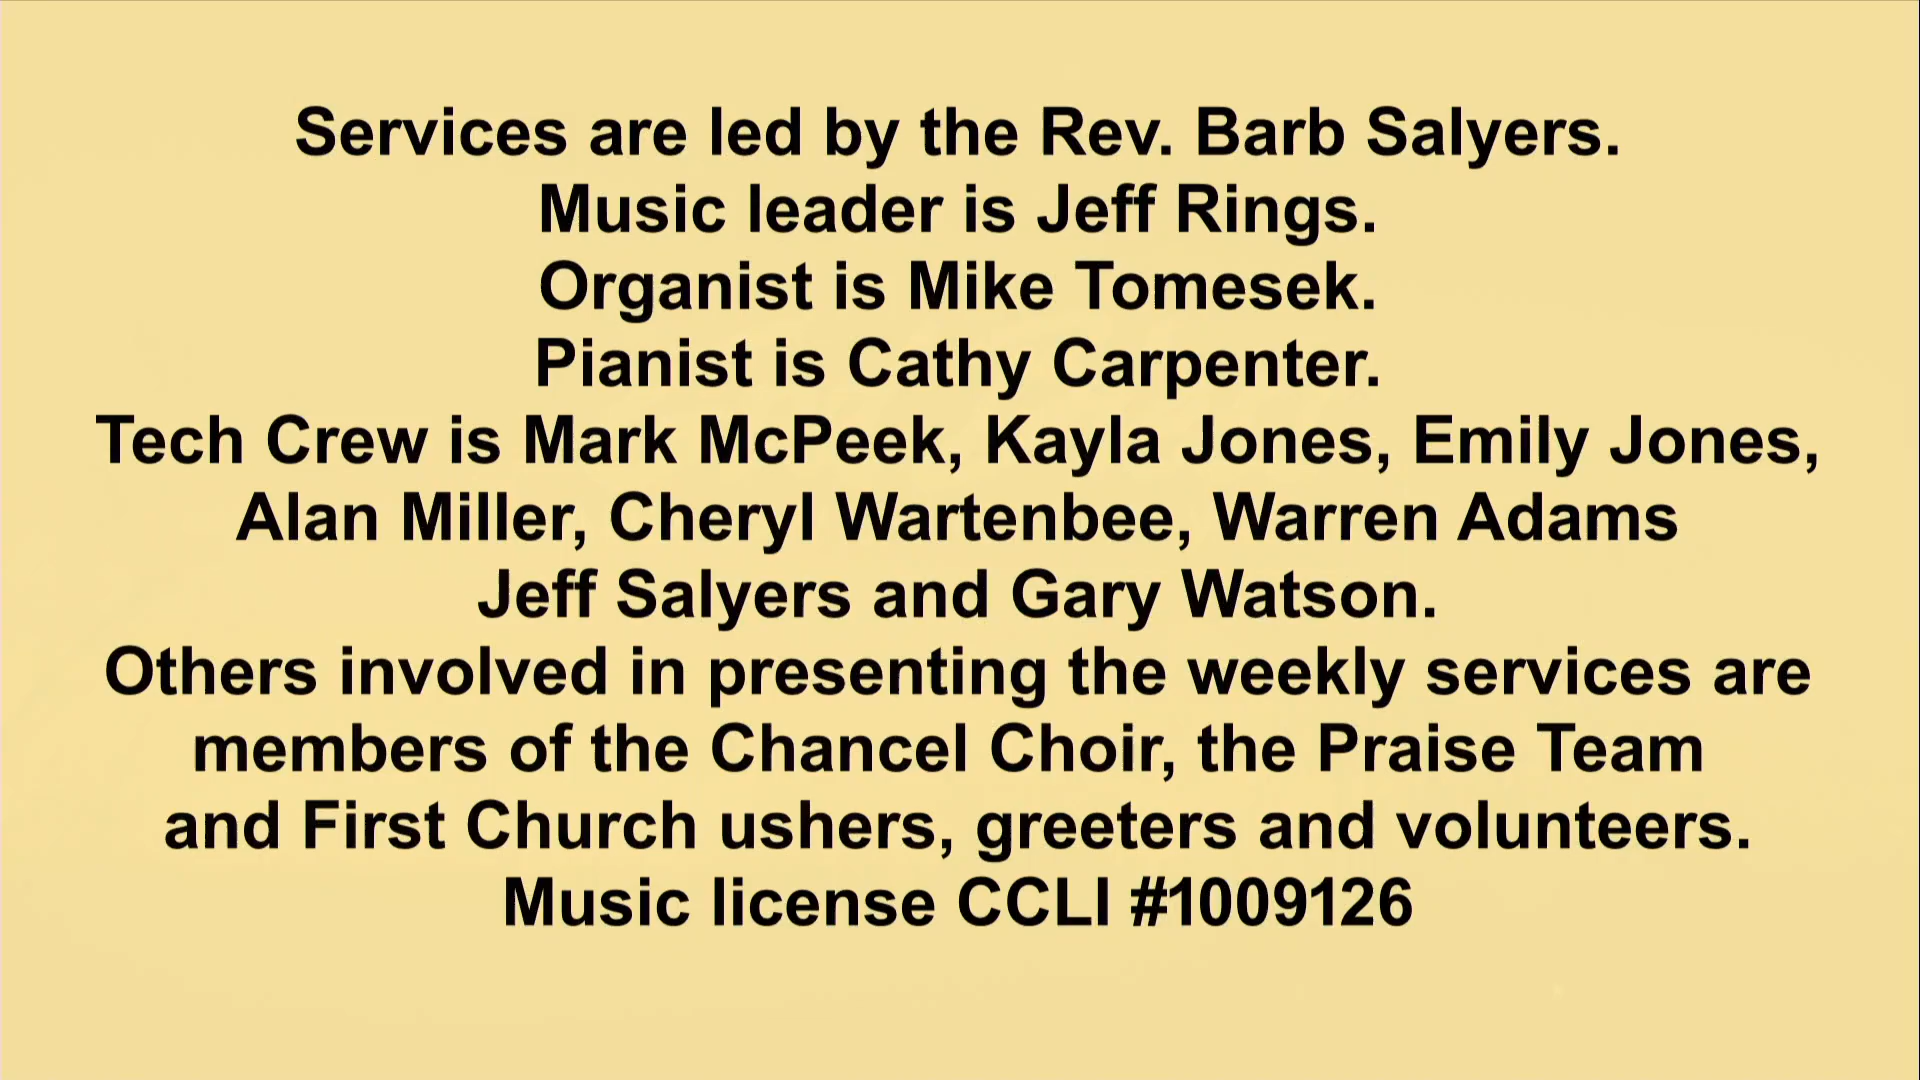 Services are led by the Rev. Barb Salyers.
Music leader is Jeff Rings.
Organist is Mike Tomesek.
Pianist is Cathy Carpenter.
Tech Crew is Mark McPeek, Kayla Jones, Emily Jones,
Alan Miller, Cheryl Wartenbee, Warren Adams
Jeff Salyers and Gary Watson.
Others involved in presenting the weekly services are
members of the Chancel Choir, the Praise Team
and First Church ushers, greeters and volunteers.
Music license CCLI #1009126